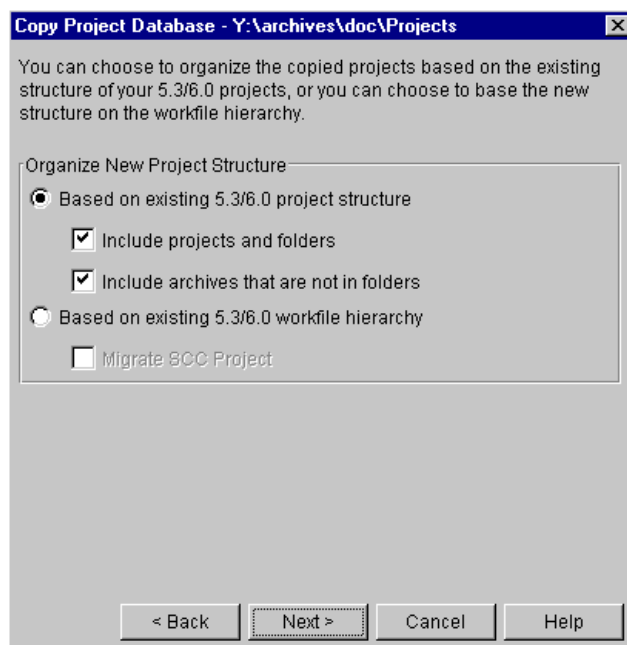 Copy Project Database - Y:\archives\doc\Projects
You can choose to organize the copied projects based on the existing
structure of your 5.3/6.0 projects, or you can choose to base the new
structure on the workfile hierarchy.
Organize New Project Structure
Based on existing 5.3/6.0 project structure
Include projects and folders
Include archives that are not in folders
Based on existing 5.3/6.0 workfile hierarchy
Migrate SCC Project
< Back Next > Cancel Help